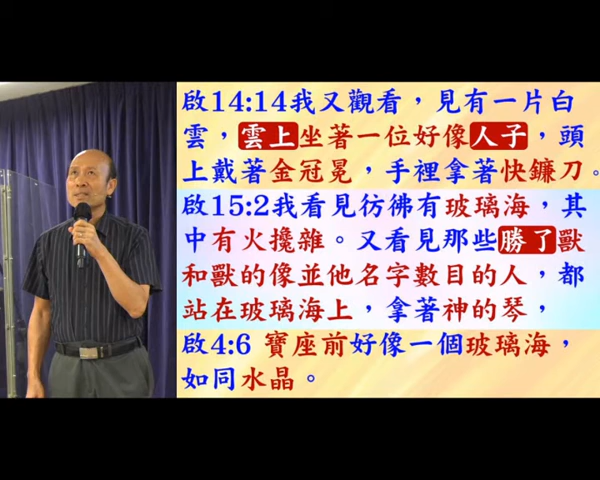 啟14:14我又觀看，見有一片白
雲，雲上坐著一位好像人子，頭
上戴著金冠冕，手裡拿著快鐮刀。
啟15:2我看見彷彿有玻璃海，其
中有火攙雜。又看見那些勝了獸
和獸的像並他名字數目的人，都
站在玻璃海上，拿著神的琴，
啟4:6 寶座前好像一個玻璃海，
如同水晶。